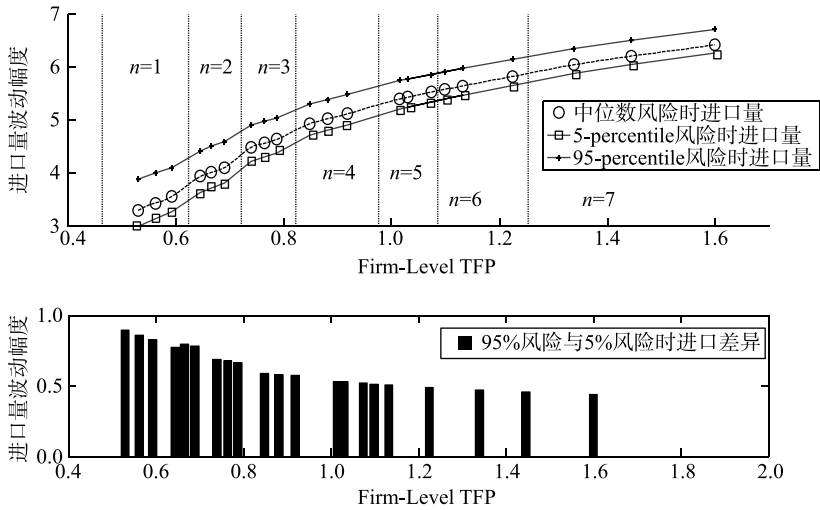 7
6
5
4
3
进口量波动幅度
n=1
n=2
n=3
n=4
n=5
n=6
n=7
中位数风险时进口量
5-percentile风险时进口量
95-percentile风险时进口量
0.4 0.6 0.8 1.0 1.2 1.4 1.6
Firm-Level TFP
1.0
0.5
0.0
进口量波动幅度
95%风险与5%风险时进口差异
0.4 0.6 0.8 1.0 1.2 1.4 1.6 1.8 2.0
Firm-Level TFP